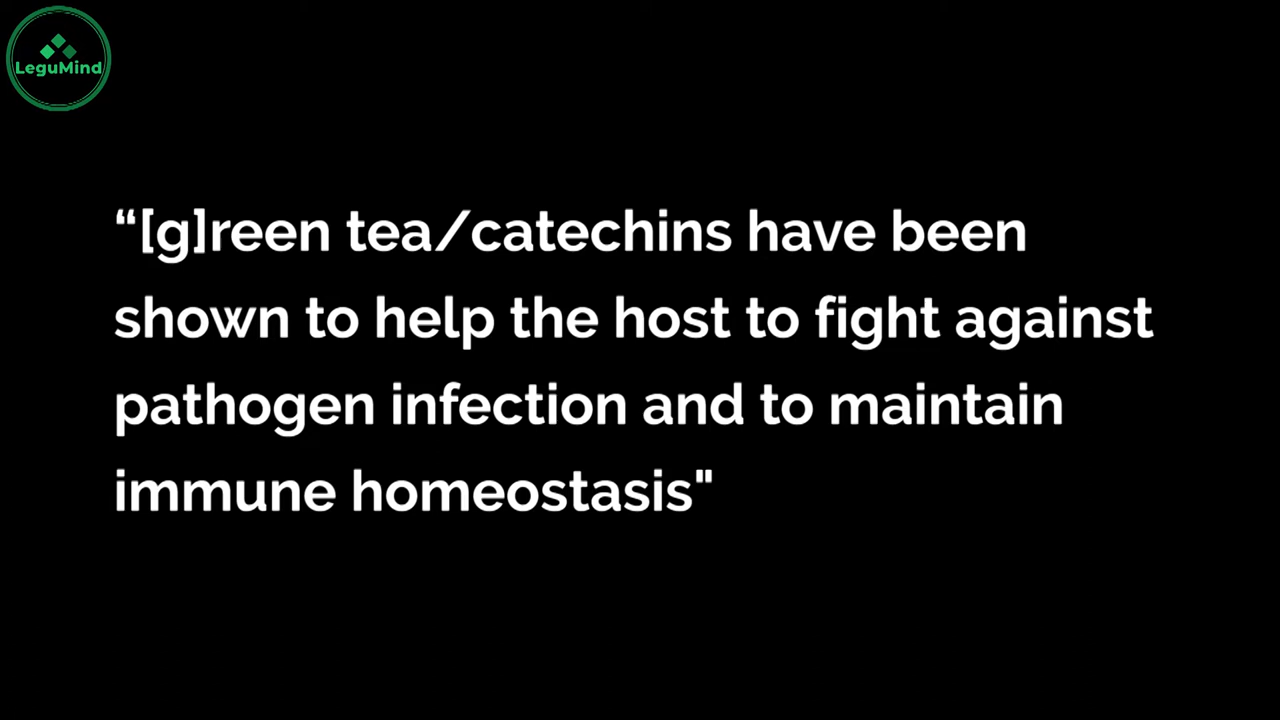 LeguMind
“[g]reen tea/catechins have been
shown to help the host to fight against
pathogen infection and to maintain
immune homeostasis"